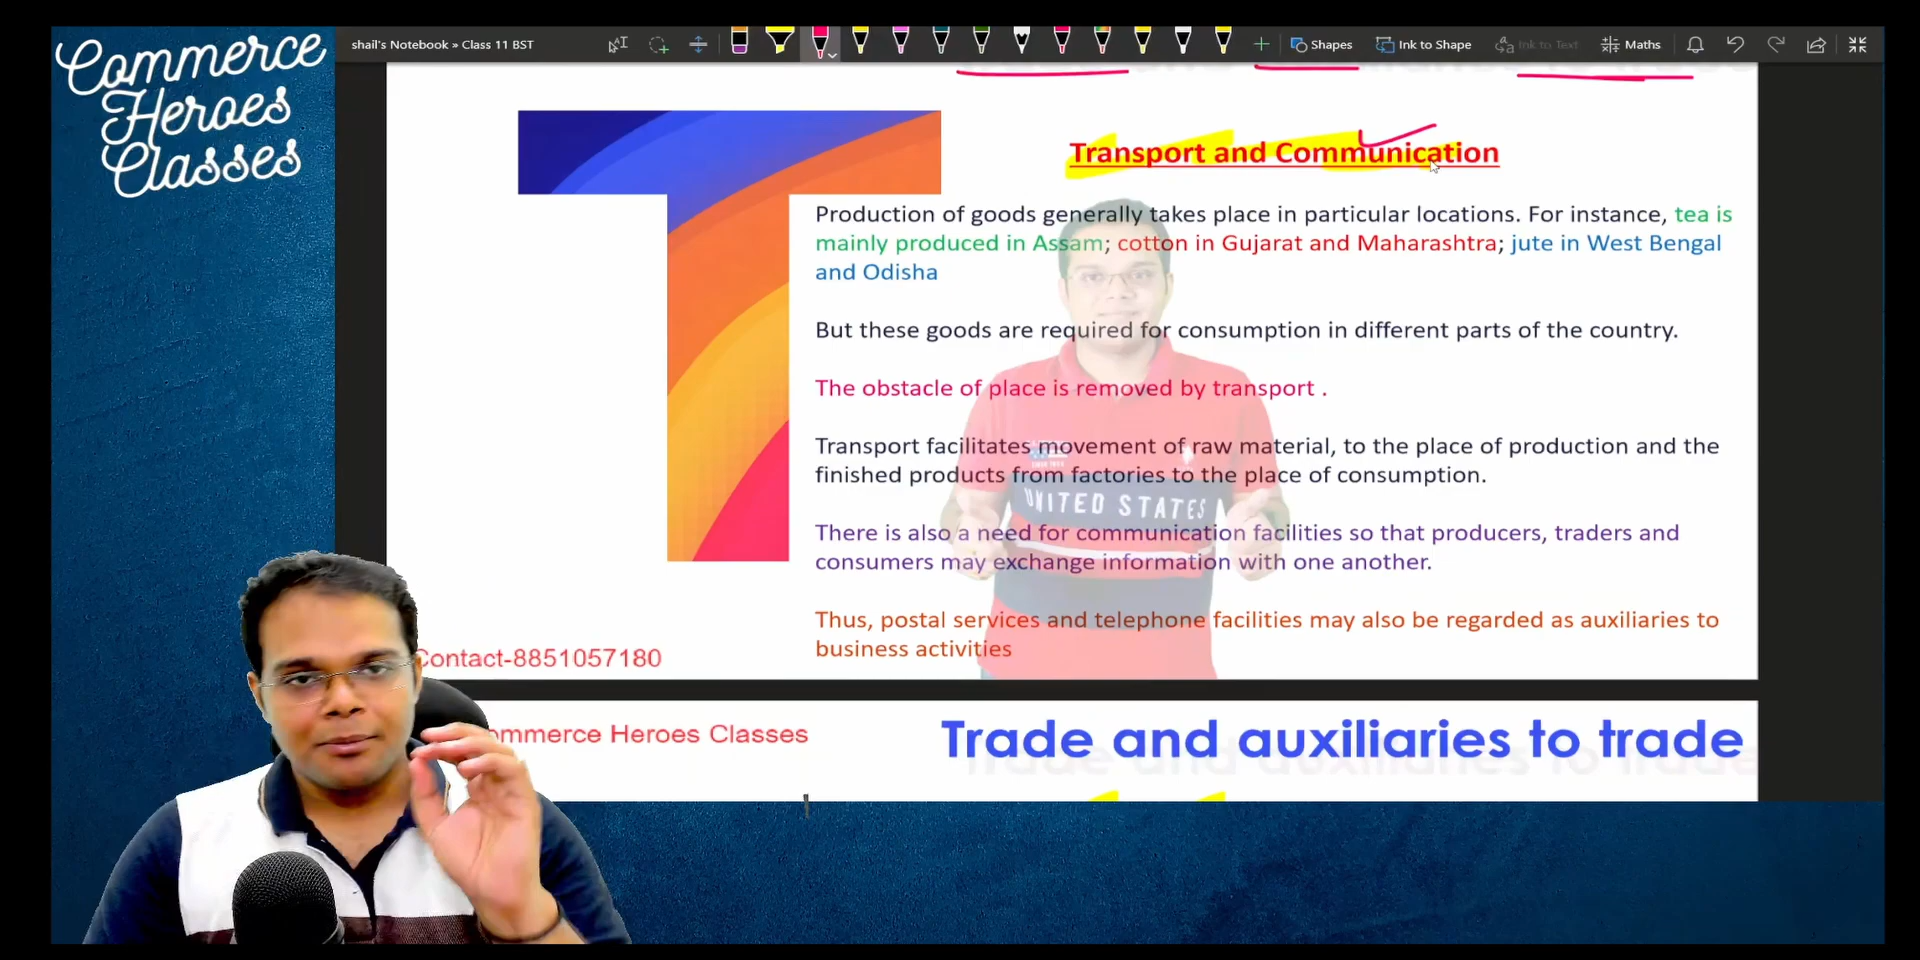 Commerce
Heroes
Classes
shail's Notebook » Class 11 BST
Shapes
Ink to Shape
Ink to Text
Maths
Transport and Communication
Production of goods generally takes place in particular locations. For instance, tea is
mainly produced in Assam; cotton in Gujarat and Maharashtra; jute in West Bengal
and Odisha
But these goods are required for consumption in different parts of the country.
The obstacle of place is removed by transport .
Transport facilitates movement of raw material, to the place of production and the
finished products from factories to the place of consumption.
UNITED STATES
There is also a need for communication facilities so that producers, traders and
consumers may exchange information with one another.
Thus, postal services and telephone facilities may also be regarded as auxiliaries to
business activities
Contact-8851057180
ommerce Heroes Classes
Trade and auxiliaries to trade